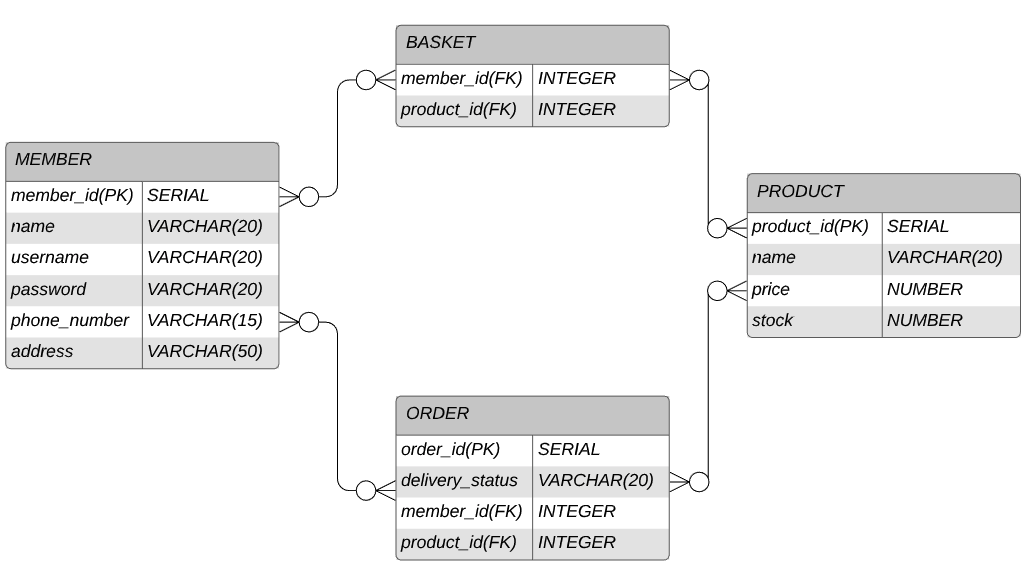 BASKET
member_id(FK) INTEGER
product_id(FK) INTEGER
MEMBER
member_id(PK) SERIAL
name VARCHAR(20)
username VARCHAR(20)
password VARCHAR(20)
phone_number VARCHAR(15)
address VARCHAR(50)
PRODUCT
product_id(PK) SERIAL
name VARCHAR(20)
price NUMBER
stock NUMBER
ORDER
order_id(PK) SERIAL
delivery_status VARCHAR(20)
member_id(FK) INTEGER
product_id(FK) INTEGER